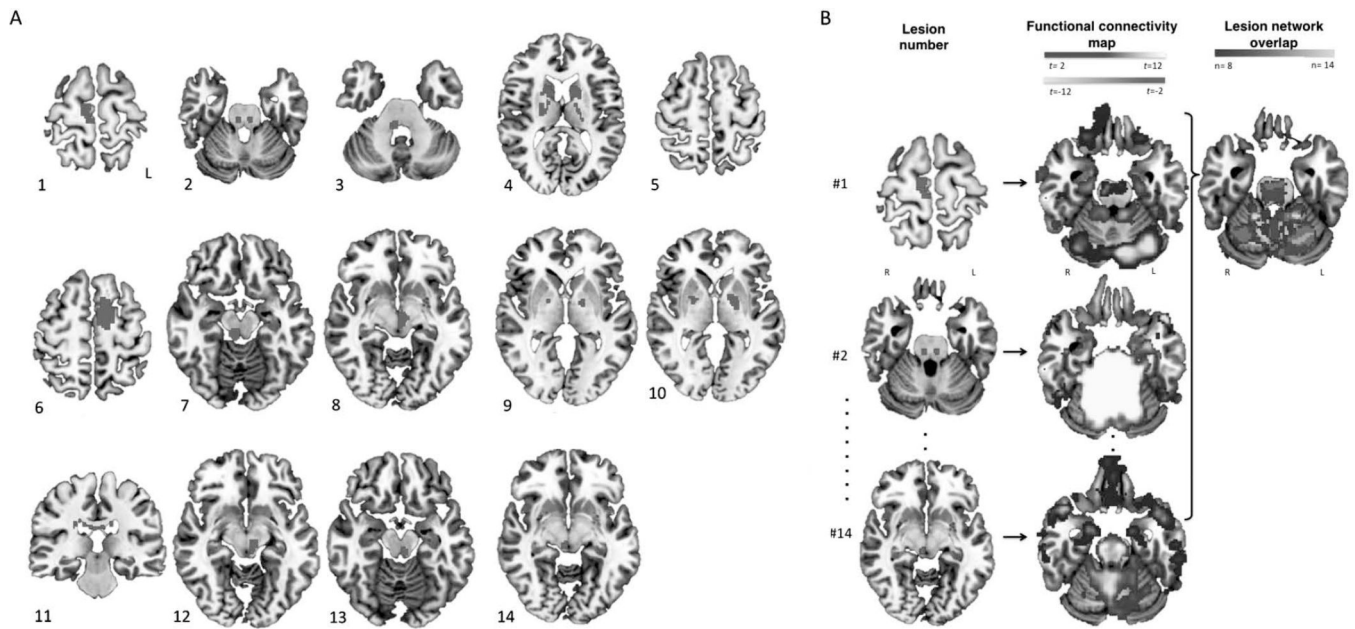 A
1
L
2
3
4
5
6
7
8
9
10
11
12
13
14
B
Lesion
number
Functional connectivity
map
t= 2 t=12
t=-12 t=-2
Lesion network
overlap
n= 8 n= 14
#1
R L
R L
R L
#2
#14